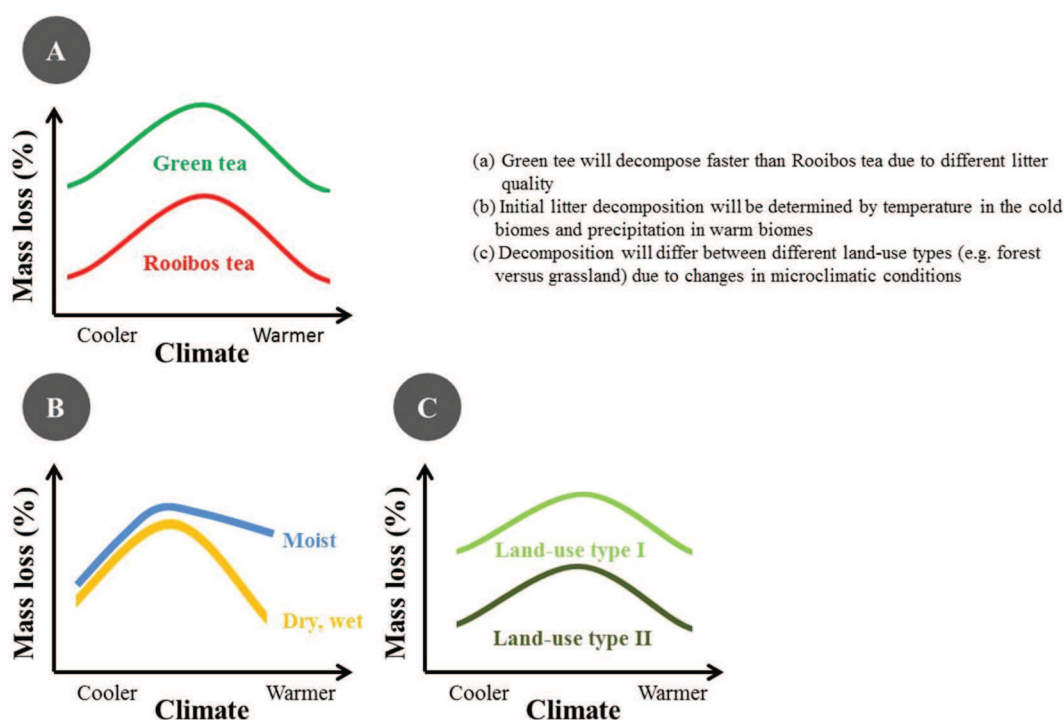 A
Mass loss (%)
Green tea
Rooibos tea
Cooler
Warmer
Climate
(a) Green tee will decompose faster than Rooibos tea due to different litter
quality
(b) Initial litter decomposition will be determined by temperature in the cold
biomes and precipitation in warm biomes
(c) Decomposition will differ between different land-use types (e.g. forest
versus grassland) due to changes in microclimatic conditions
B
Mass loss (%)
Moist
Dry, wet
Cooler
Warmer
Climate
C
Mass loss (%)
Land-use type I
Land-use type II
Cooler
Warmer
Climate